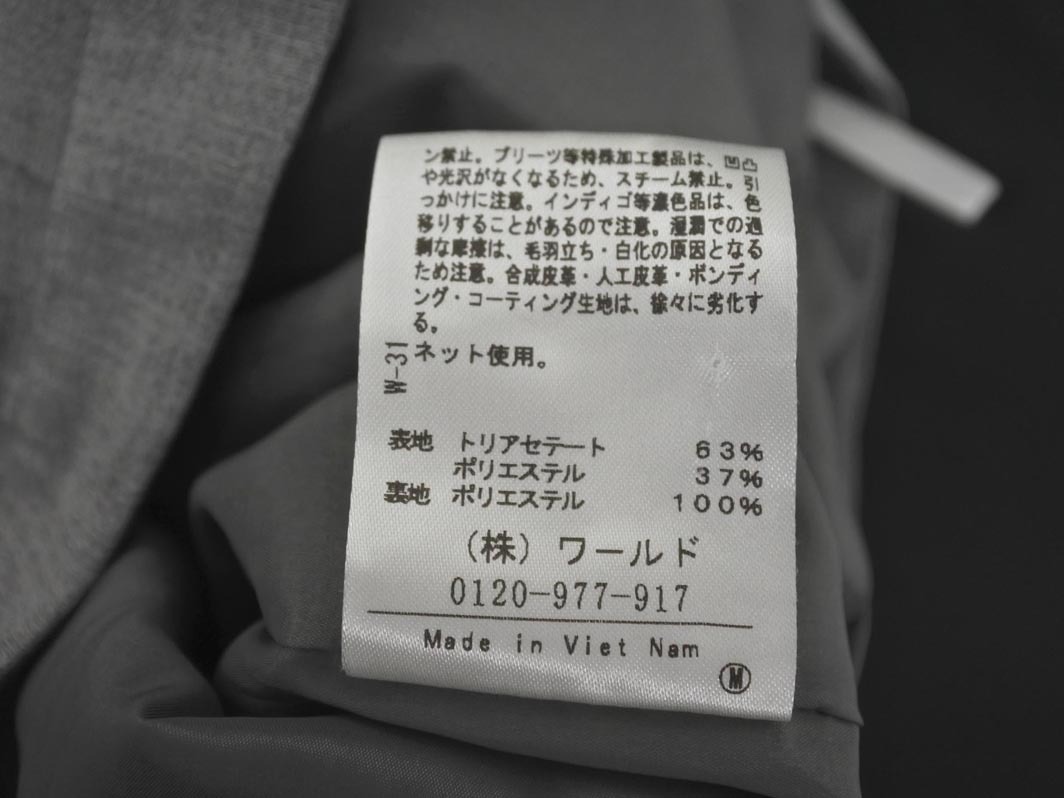 ン禁止。プリーツ等特殊加工製品は、凹凸
や光沢がなくなるため、スチーム禁止。引
っかけに注意。インディゴ等濃色品は、色
移りすることがあるので注意。湿潤での過
剰な摩擦は、毛羽立ち・白化の原因となる
ため注意。合成皮革・人工皮革・ボンディ
ング・コーティング生地は、徐々に劣化す
る。
ネット使用。
W-31
表地 トリアセテート 63%
ポリエステル 37%
裏地 ポリエステル 100%
(株)ワールド
0120-977-917
Made in Viet Nam
Ⓜ